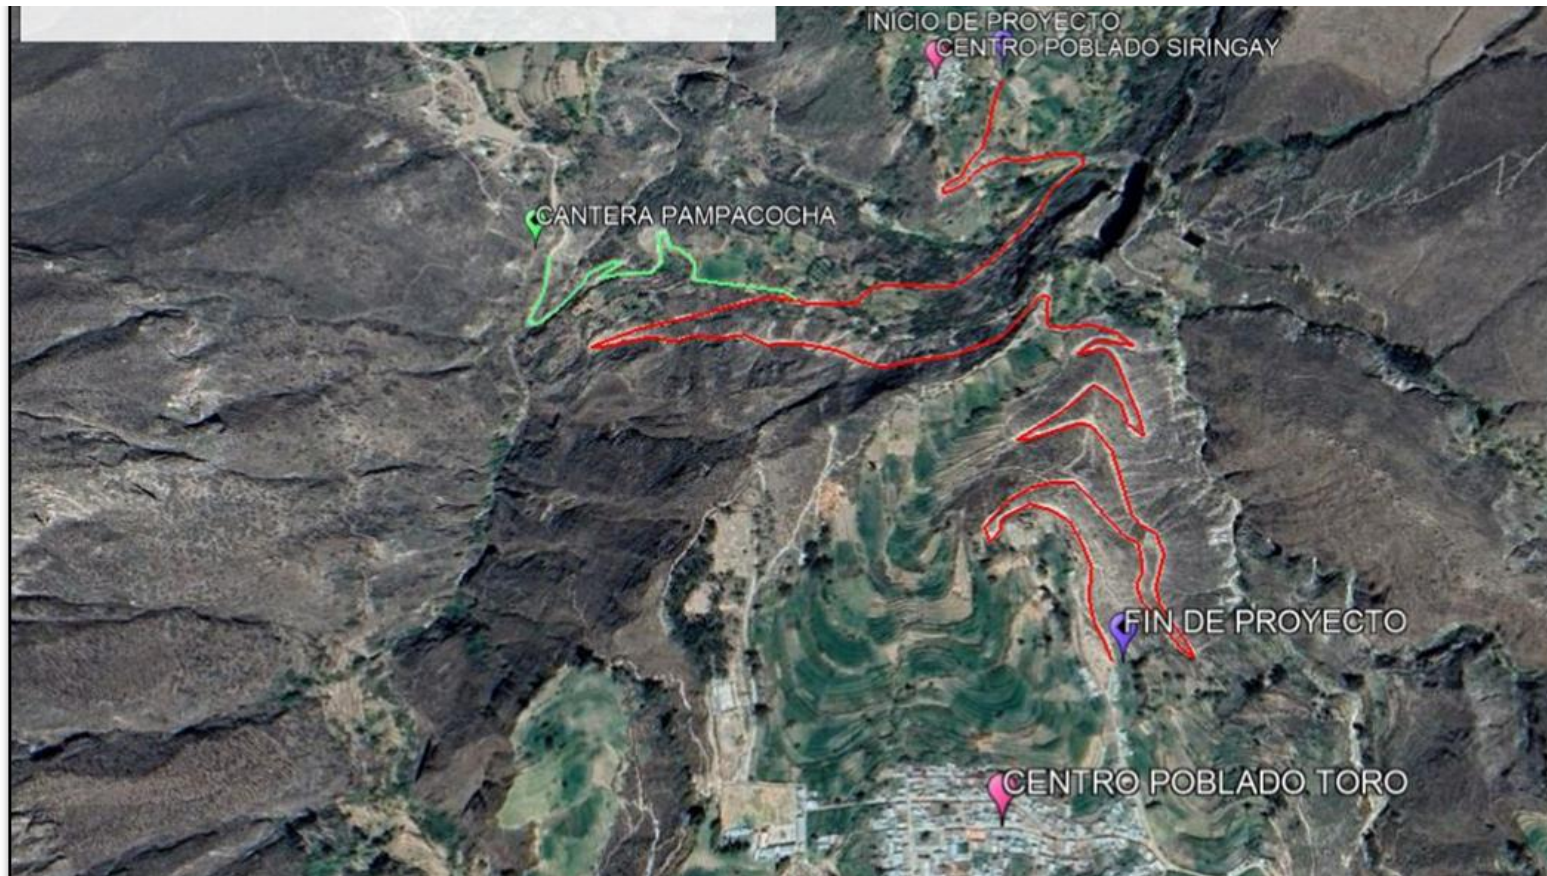 INICIO DE PROYECTO
CENTRO POBLADO SIRINGAY
CANTERA PAMPACOCHA
FIN DE PROYECTO
CENTRO POBLADO TORO